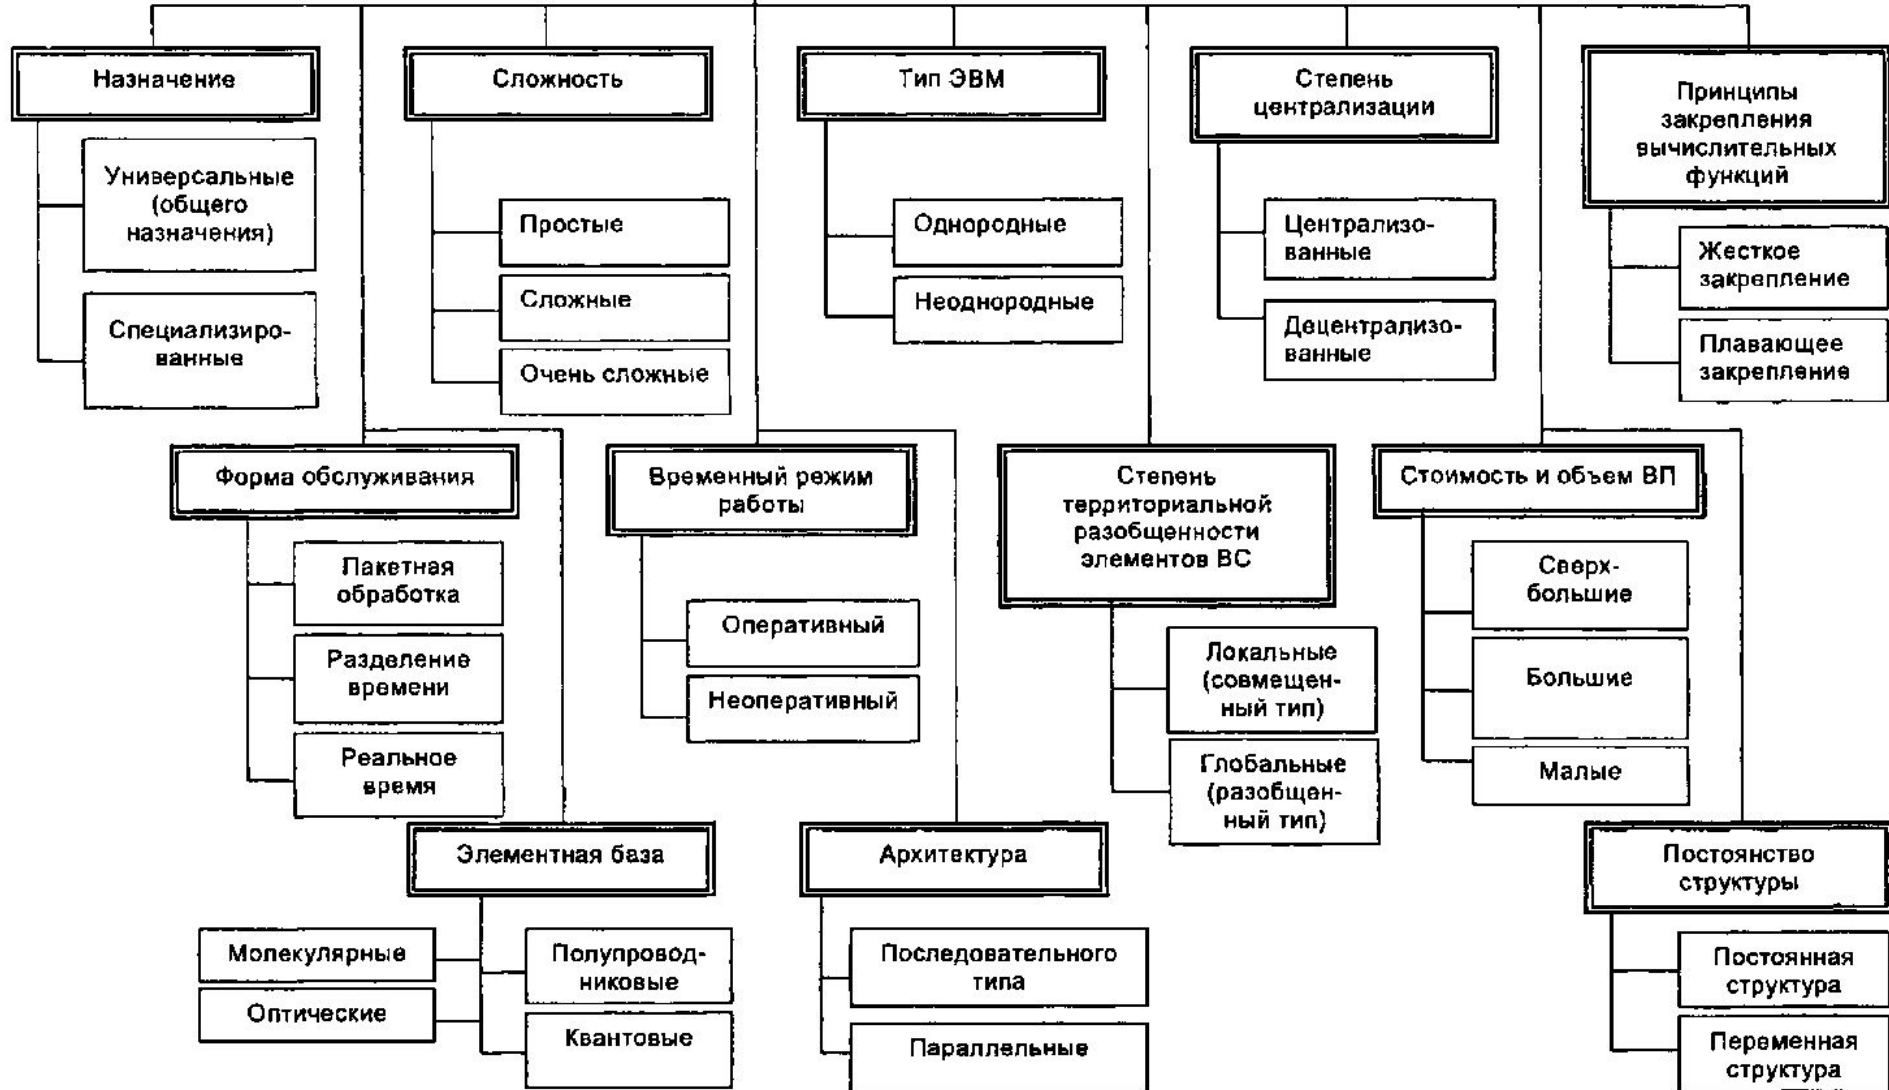 Назначение
Универсальные
(общего
назначения)
Специализиро-
ванные
Сложность
Простые
Сложные
Очень сложные
Тип ЭВМ
Однородные
Неоднородные
Степень
централизации
Централизо-
ванные
Децентрализо-
ванные
Принципы
закрепления
вычислительных
функций
Жесткое
закрепление
Плавающее
закрепление
Форма обслуживания
Пакетная
обработка
Разделение
времени
Реальное
время
Временный режим
работы
Оперативный
Неоперативный
Степень
территориальной
разобщенности
элементов ВС
Локальные
(совмещен-
ный тип)
Глобальные
(разобщен-
ный тип)
Стоимость и объем ВП
Сверх-
большие
Большие
Малые
Элементная база
Молекулярные
Оптические
Полупровод-
никовые
Квантовые
Архитектура
Последовательного
типа
Параллельные
Постоянство
структуры
Постоянная
структура
Переменная
структура